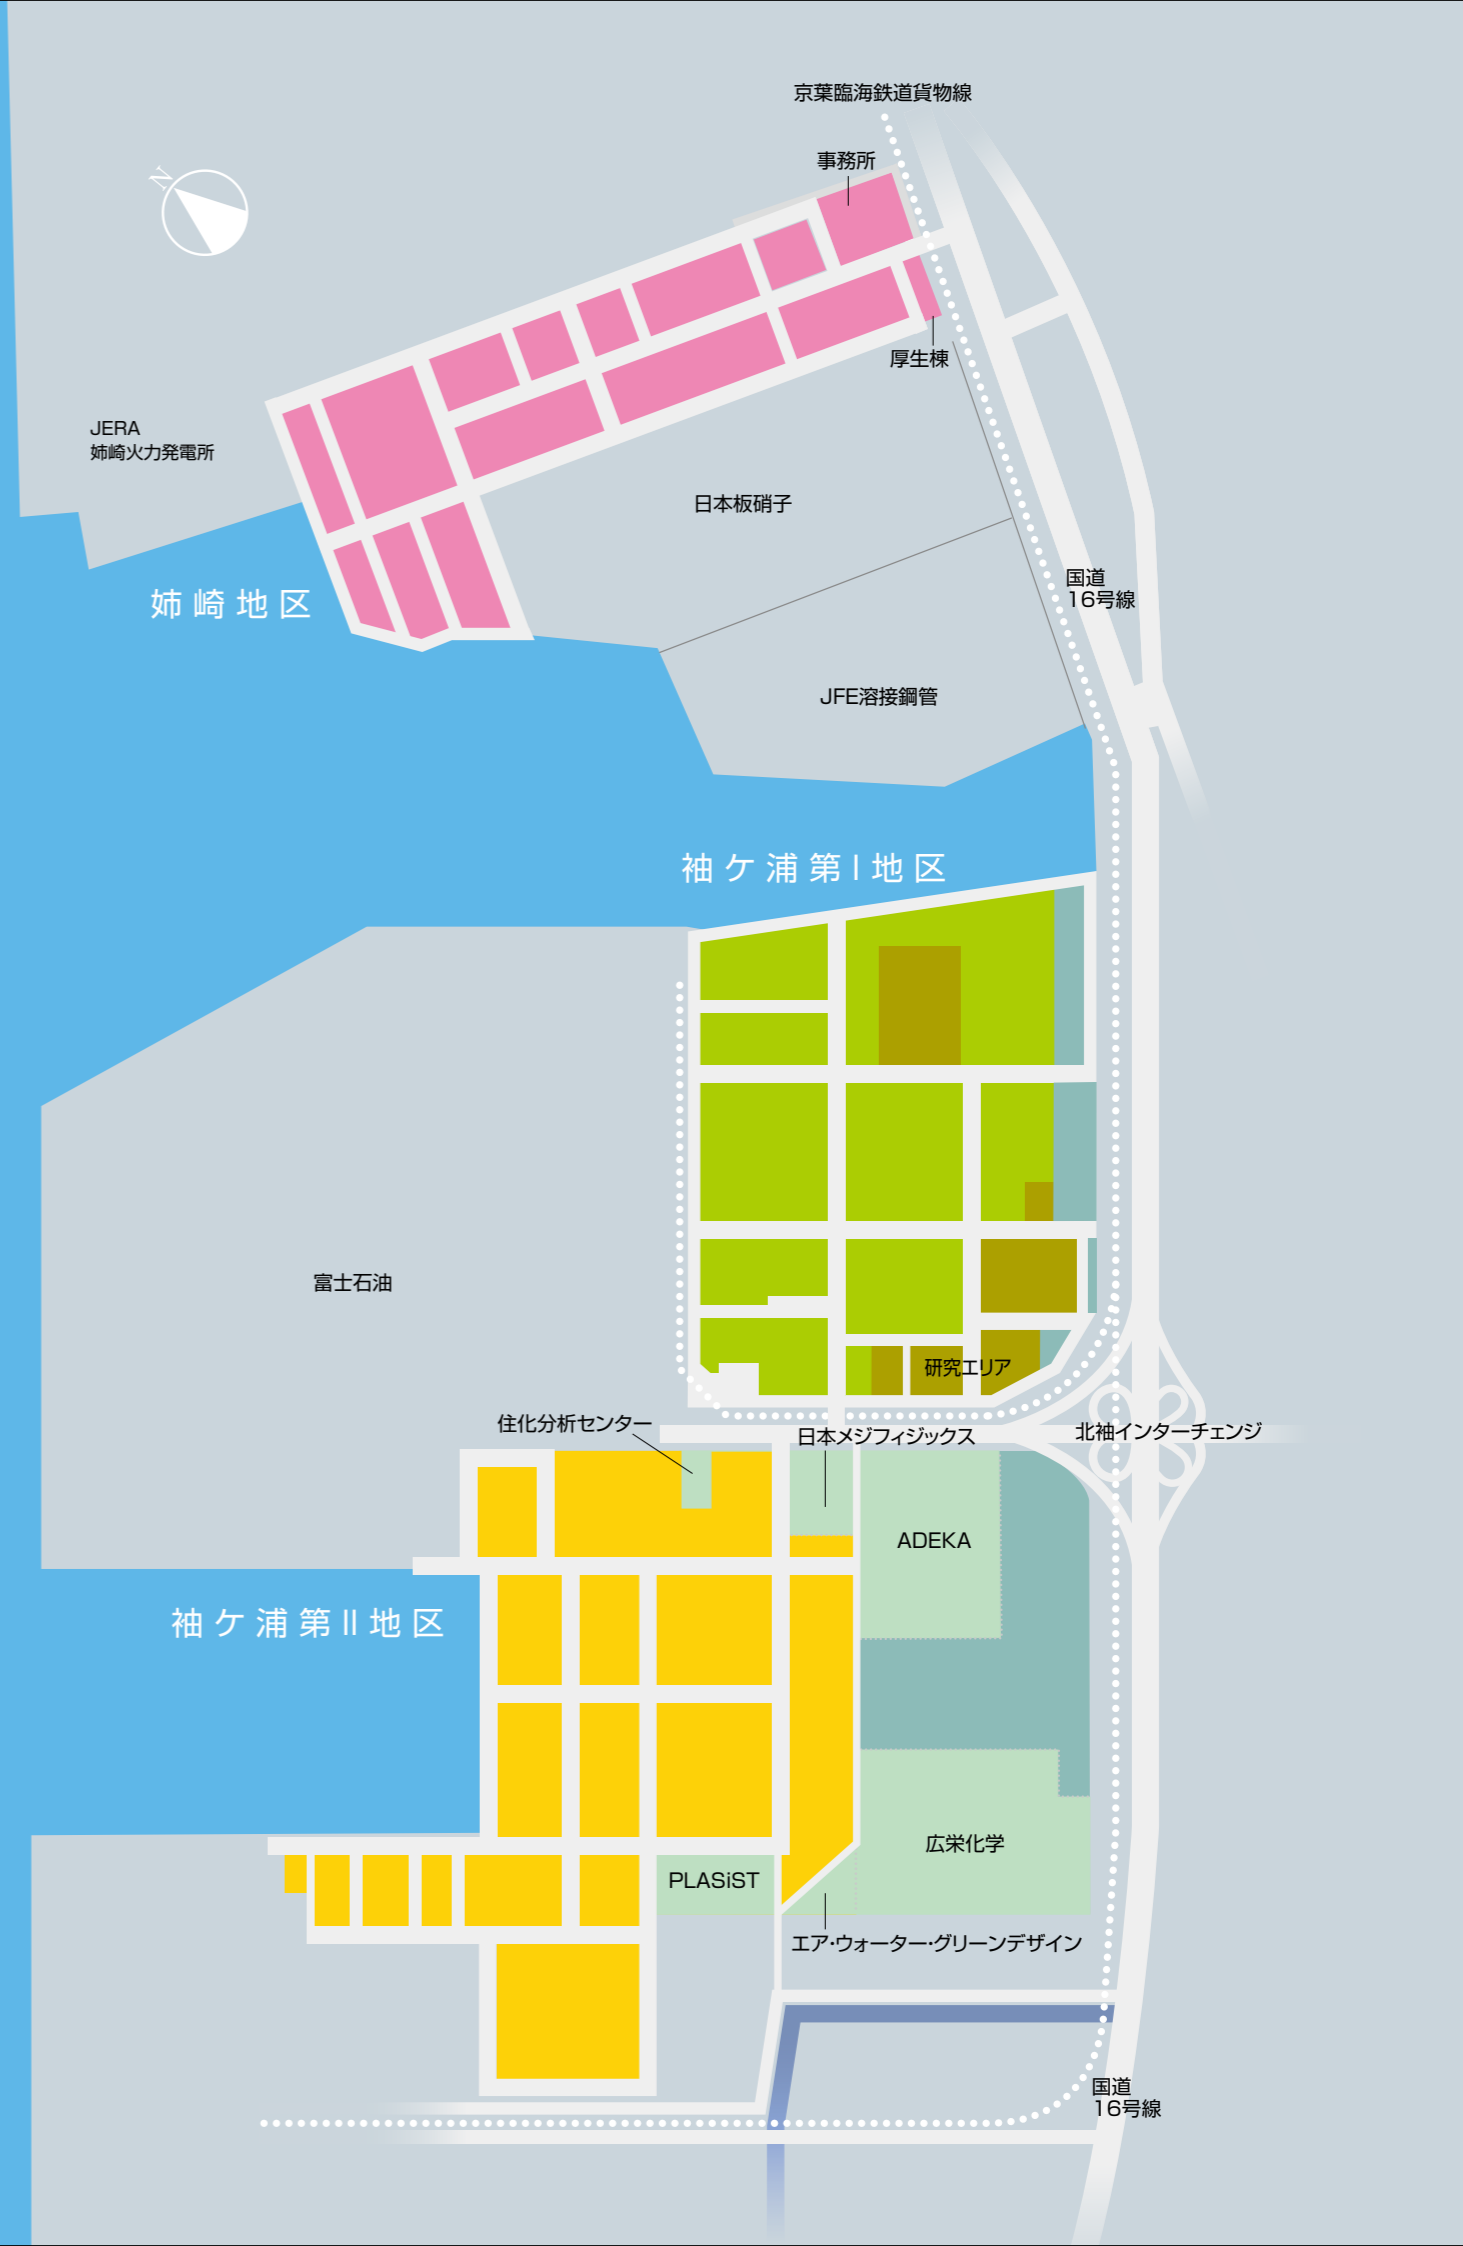 京葉臨海鉄道貨物線
事務所
N
厚生棟
JERA
姉崎火力発電所
日本板硝子
国道
16号線
姉崎地区
JFE溶接鋼管
袖ケ浦第I地区
富士石油
研究エリア
住化分析センター
日本メジフィジックス
北袖インターチェンジ
ADEKA
袖ケ浦第II地区
広栄化学
PLASiST
エア・ウォーター・グリーンデザイン
国道
16号線